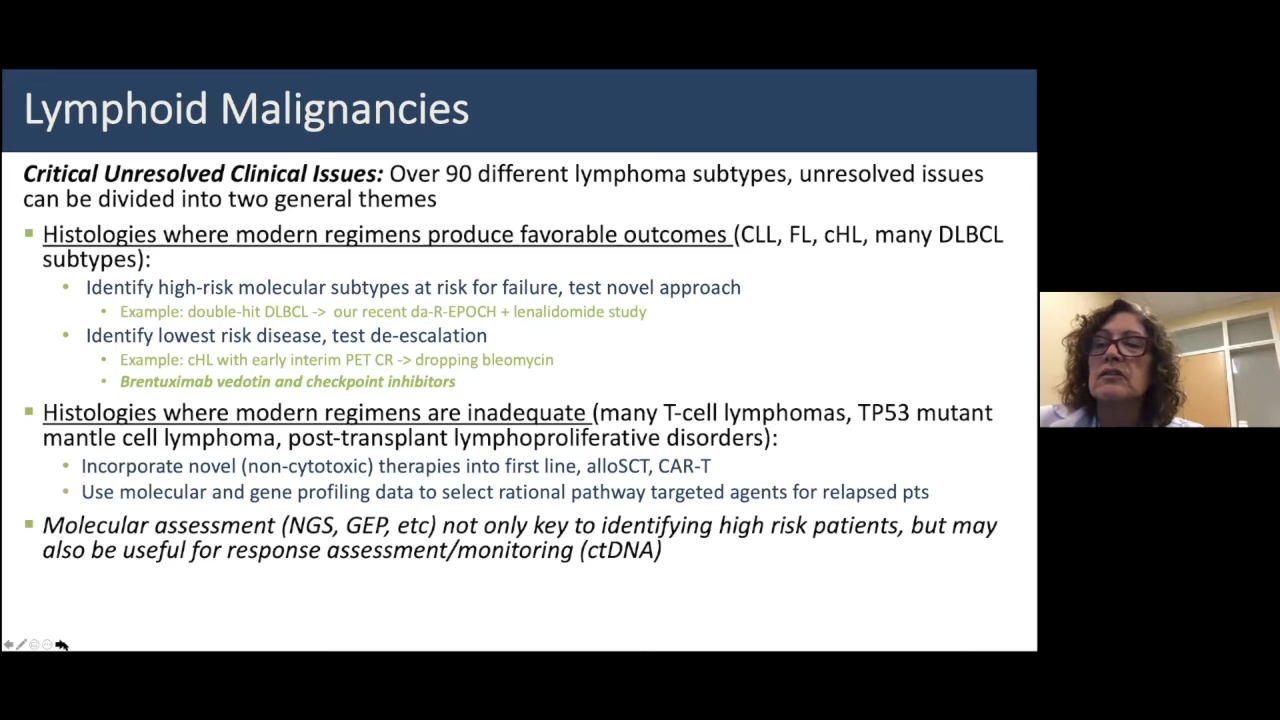 Lymphoid Malignancies
Critical Unresolved Clinical Issues: Over 90 different lymphoma subtypes, unresolved issues
can be divided into two general themes
Histologies where modern regimens produce favorable outcomes (CLL, FL, cHL, many DLBCL
subtypes):
Identify high-risk molecular subtypes at risk for failure, test novel approach
Example: double-hit DLBCL -> our recent da-R-EPOCH + lenalidomide study
Identify lowest risk disease, test de-escalation
Example: cHL with early interim PET CR -> dropping bleomycin
Brentuximab vedotin and checkpoint inhibitors
Histologies where modern regimens are inadequate (many T-cell lymphomas, TP53 mutant
mantle cell lymphoma, post-transplant lymphoproliferative disorders):
Incorporate novel (non-cytotoxic) therapies into first line, alloSCT, CAR-T
Use molecular and gene profiling data to select rational pathway targeted agents for relapsed pts
Molecular assessment (NGS, GEP, etc) not only key to identifying high risk patients, but may
also be useful for response assessment/monitoring (ctDNA)